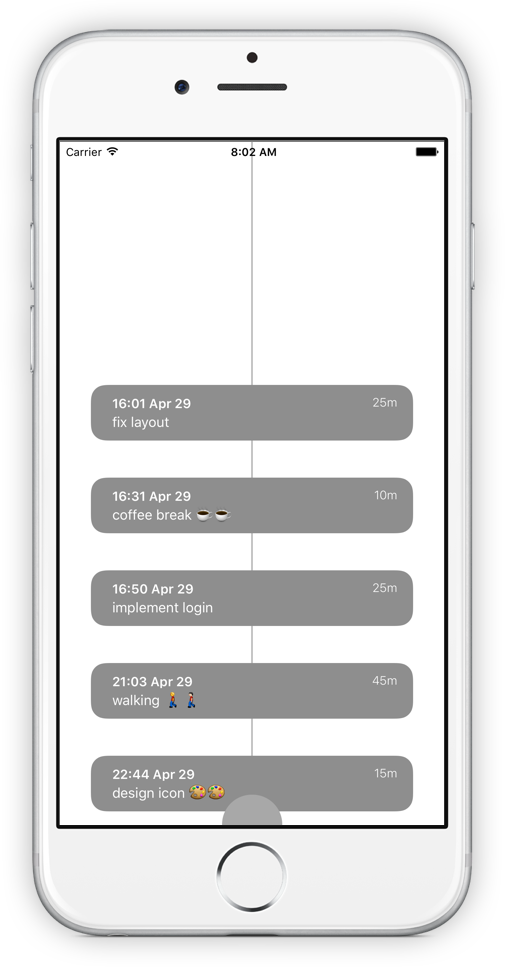 Carrier
8:02 AM
16:01 Apr 29
25m
fix layout
16:31 Apr 29
10m
coffee break ☕☕
16:50 Apr 29
25m
implement login
21:03 Apr 29
45m
walking 🚶🚶
22:44 Apr 29
15m
design icon 🎨🎨